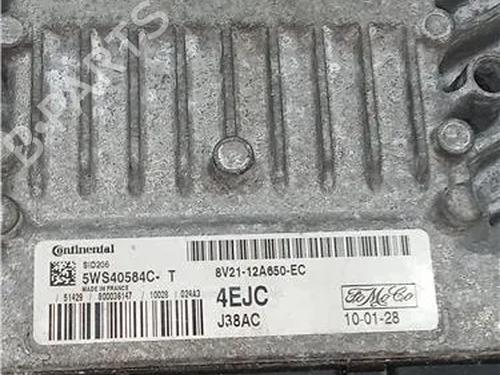 B-PARTS
Continental
SID206
5WS40584C- T
MADE IN FRANCE
/ 51429 / 800036147 / 10028 / 024A3
8V21-12A650-EC
4EJC
J38AC
FoMoCo
10-01-28